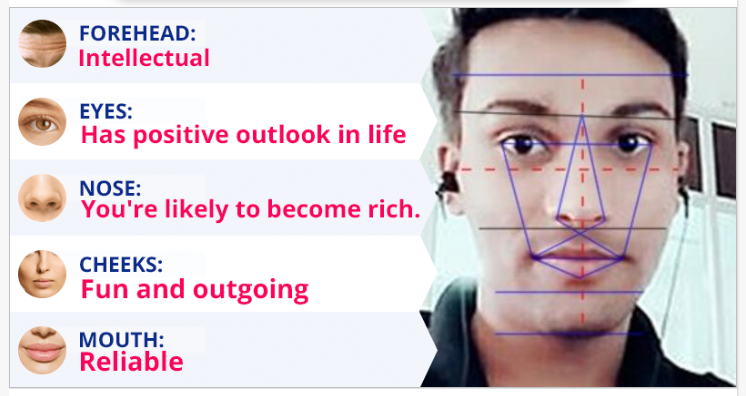 FOREHEAD:
Intellectual
EYES:
Has positive outlook in life
NOSE:
You're likely to become rich.
CHEEKS:
Fun and outgoing
MOUTH:
Reliable